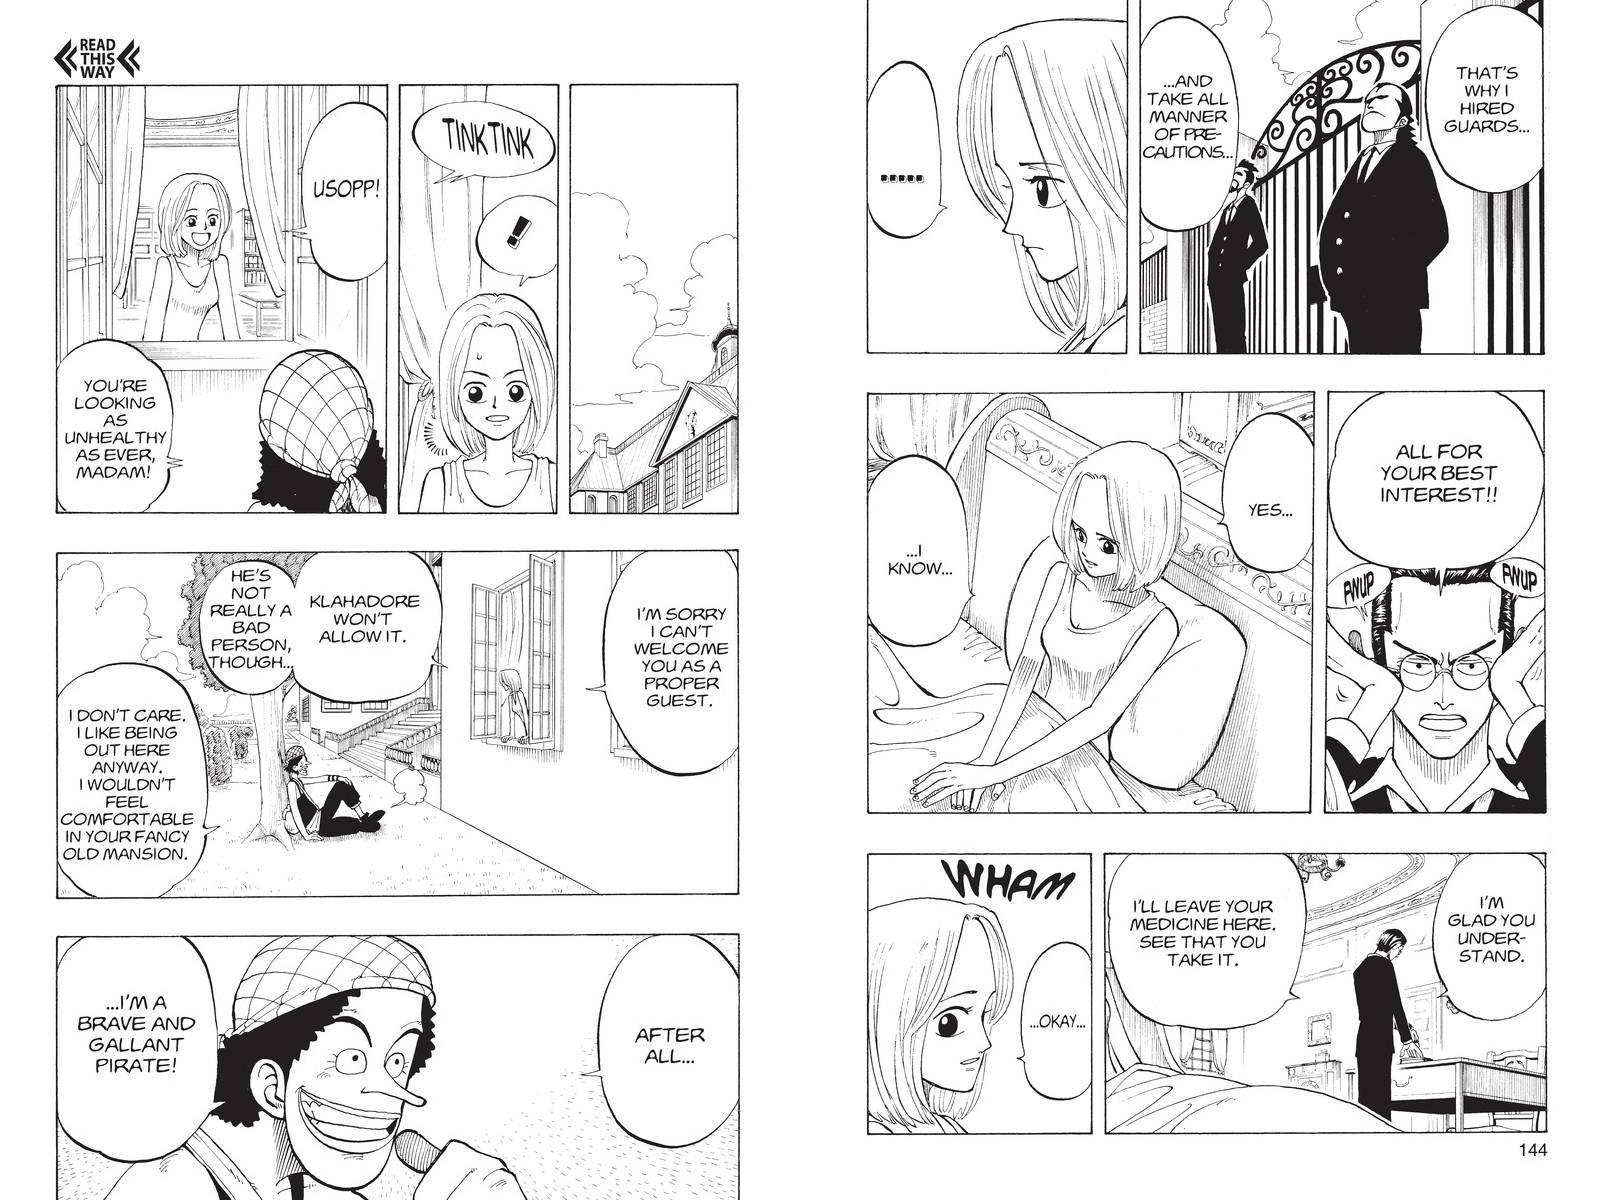 THAT'S
WHY I
HIRED
GUARDS...
...AND
TAKE ALL
MANNER
OF PRE-
CAUTIONS...
.....
ALL FOR
YOUR BEST
INTEREST!!
FWUP
FWUP
YES...
...I
KNOW...
I'M
GLAD YOU
UNDER-
STAND.
I'LL LEAVE YOUR
MEDICINE HERE.
SEE THAT YOU
TAKE IT.
WHAM
...OKAY...
144
READ
THIS
WAY
TINK TINK
!
USOPP!
YOU'RE
LOOKING
AS
UNHEALTHY
AS EVER,
MADAM!
I'M SORRY
I CAN'T
WELCOME
YOU AS A
PROPER
GUEST.
KLAHADORE
WON'T
ALLOW IT.
HE'S
NOT
REALLY A
BAD
PERSON,
THOUGH...
I DON'T CARE.
I LIKE BEING
OUT HERE
ANYWAY.
I WOULDN'T
FEEL
COMFORTABLE
IN YOUR FANCY
OLD MANSION.
AFTER
ALL...
...I'M A
BRAVE AND
GALLANT
PIRATE!